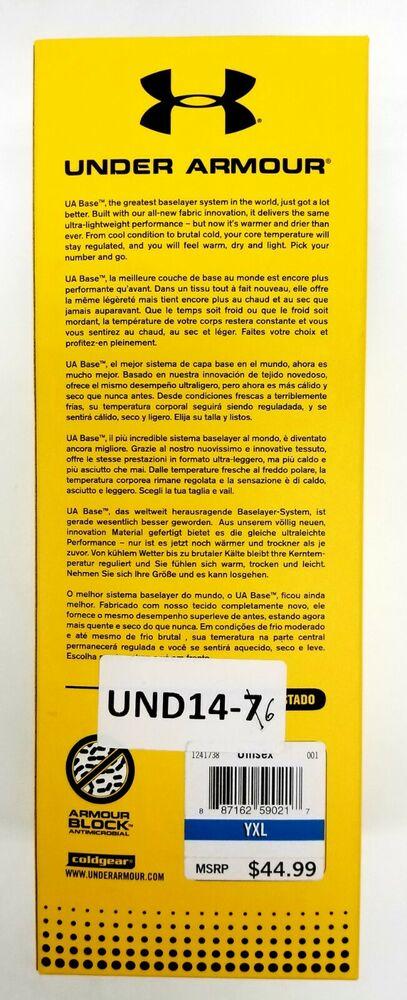 UNDER ARMOUR®
UA Base™, the greatest baselayer system in the world, just got a lot
better. Built with our all-new fabric innovation, it delivers the same
ultra-lightweight performance – but now it's warmer and drier than
ever. From cool condition to brutal cold, your core temperature will
stay regulated, and you will feel warm, dry and light. Pick your
number and go.
UA Base™, la meilleure couche de base au monde est encore plus
performante qu'avant. Dans un tissu tout à fait nouveau, elle offre
la même légèreté mais tient encore plus au chaud et au sec que
jamais auparavant. Que le temps soit froid ou que le froid soit
mordant, la température de votre corps restera constante et vous
vous sentirez au chaud, au sec et léger. Faites votre choix et
profitez-en pleinement.
UA Base™, el mejor sistema de capa base en el mundo, ahora es
mucho mejor. Basado en nuestra innovación de tejido novedoso,
ofrece el mismo desempeño ultraligero, pero ahora es más cálido y
seco que nunca antes. Desde condiciones frescas a terriblemente
frías, su temperatura corporal seguirá siendo reguladada, y se
sentirá cálido, seco y ligero. Elija su talla y listos.
UA Base™, il più incredible sistema baselayer al mondo, è diventato
ancora migliore. Grazie al nostro nuovissimo e innovative tessuto,
offre le stesse prestazioni in formato ultra-leggero, ma più caldo e
più asciutto che mai. Dalle temperature fresche al freddo polare, la
temperatura corporea rimane regolata e la sensazione è di caldo,
asciutto e leggero. Scegli la tua taglia e vail.
UA Base™, das weltweit herausragende Baselayer-System, ist
gerade wesentlich besser geworden. Aus unserem völlig neuen,
innovation Material gefertigt bietet es die gleiche ultraleichte
Performance – nur ist es jetzt noch wärmer und trockner als je
zuvor. Von kühlem Wetter bis zu brutaler Kälte bleibt Ihre Kerntem-
peratur reguliert und Sie fühlen sich warm, trocken und leicht.
Nehmen Sie sich Ihre Größe und es kann losgehen.
O melhor sistema baselayer do mundo, o UA Base™, ficou ainda
melhor. Fabricado com nosso tecido completamente novo, ele
fornece o mesmo desempenho superleve de antes, estando agora
mais quente e seco do que nunca. Em condições de frio moderado
e até mesmo de frio brutal , sua temperatura na parte central
permanecerá regulada e você se sentirá aquecido, seco e leve.
Escolha
UND14-76
STADO
1241738 Unisex 001
8 87162 59021 7
YXL
MSRP $44.99
ARMOUR
BLOCK™
ANTIMICROBIAL
coldgear®
WWW.UNDERARMOUR.COM